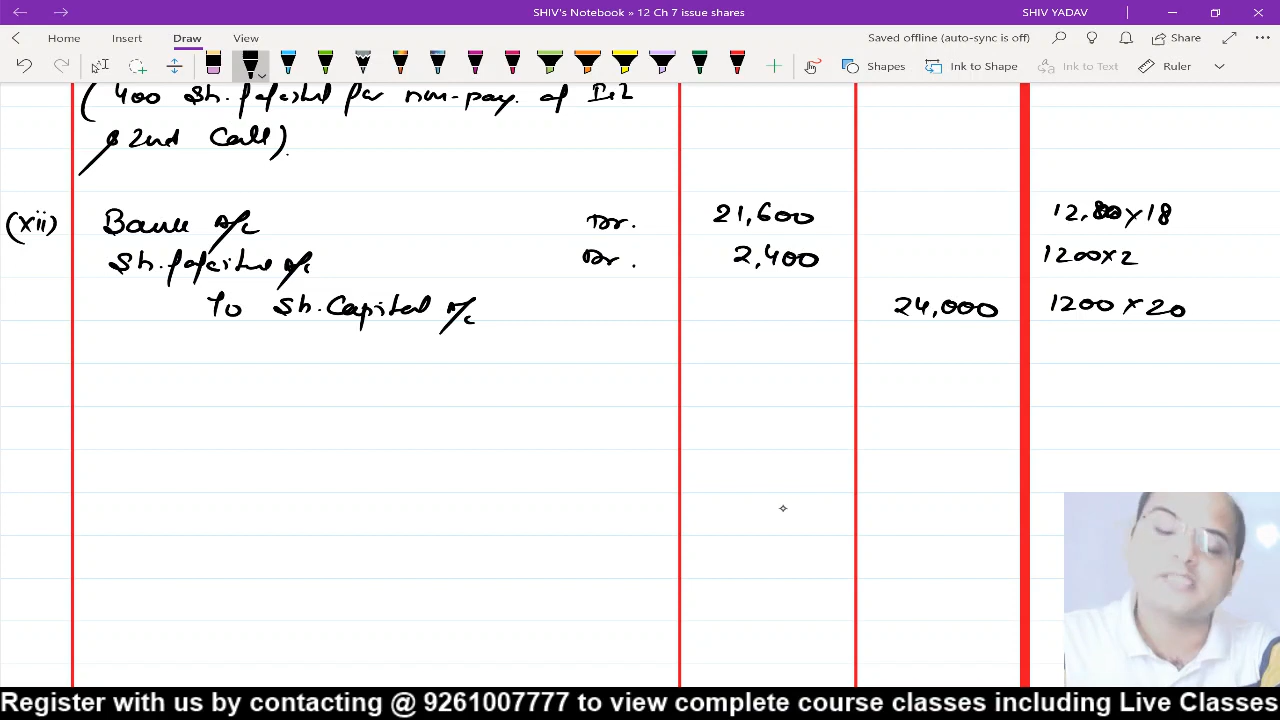 SHIV's Notebook » 12 Ch 7 issue shares
SHIV YADAV
Home Insert Draw View
Saved offline (auto-sync is off)
Share
Shapes
Ink to Shape
Ink to Text
Ruler
(400 Sh. forfeited for non-pay. of 1st
& 2nd Call).
(xii) Bank A/c Dr. 21,600 12,00×18
Sh. forfeited A/c Dr. 2,400 1200×2
To Sh. Capital A/c 24,000 1200×20
Register with us by contacting @ 9261007777 to view complete course classes including Live Classes